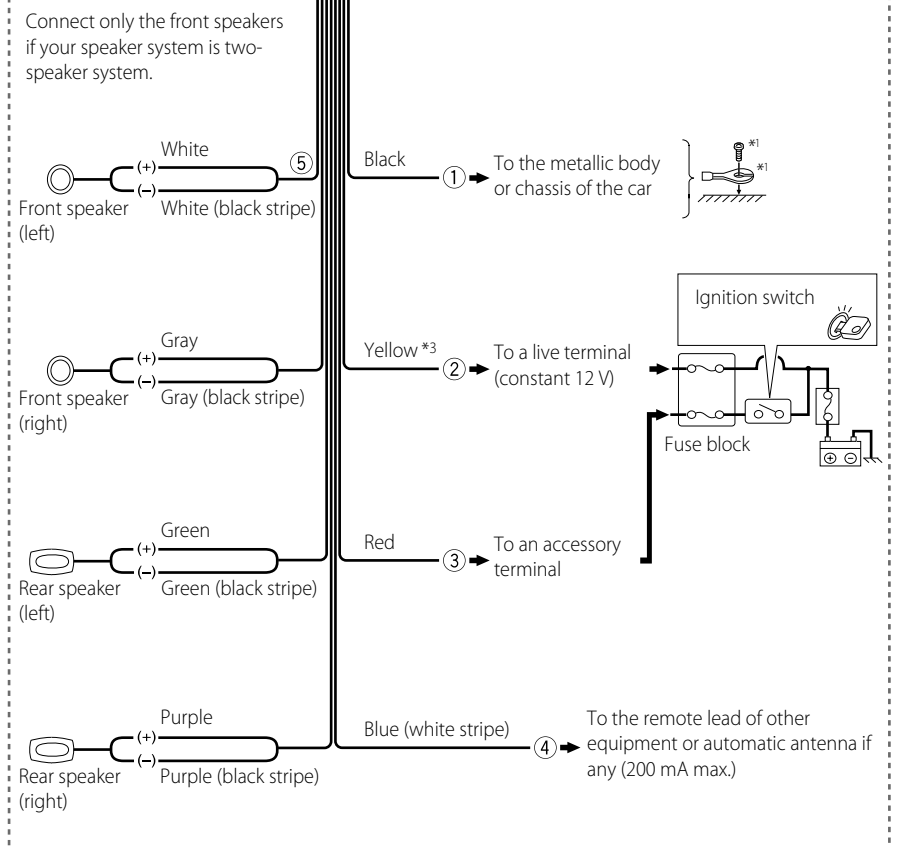 Connect only the front speakers
if your speaker system is two-
speaker system.
White
(+)
(–)
White (black stripe)
Front speaker
(left)
⑤
Black
①
To the metallic body
or chassis of the car
*1
*1
Ignition switch
Gray
(+)
(–)
Gray (black stripe)
Front speaker
(right)
Yellow *3
②
To a live terminal
(constant 12 V)
Fuse block
Green
(+)
(–)
Green (black stripe)
Rear speaker
(left)
Red
③
To an accessory
terminal
Purple
(+)
(–)
Purple (black stripe)
Rear speaker
(right)
Blue (white stripe)
④
To the remote lead of other
equipment or automatic antenna if
any (200 mA max.)